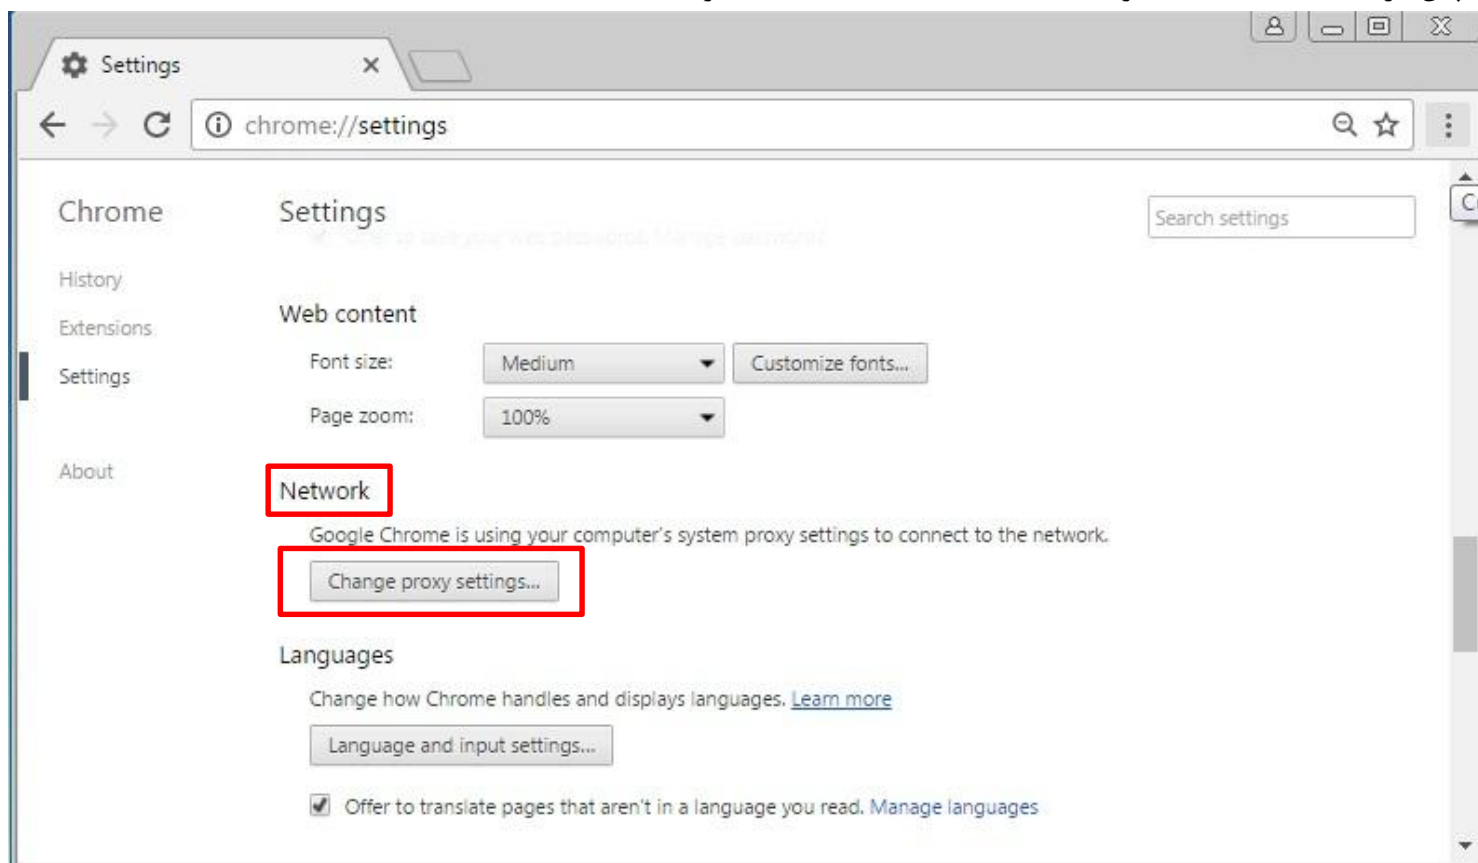 Settings
chrome://settings
Chrome
Settings
Search settings
History
Extensions
Settings
About
Web content
Font size:
Medium
Customize fonts...
Page zoom:
100%
Network
Google Chrome is using your computer's system proxy settings to connect to the network.
Change proxy settings...
Languages
Change how Chrome handles and displays languages. Learn more
Language and input settings...
Offer to translate pages that aren't in a language you read. Manage languages